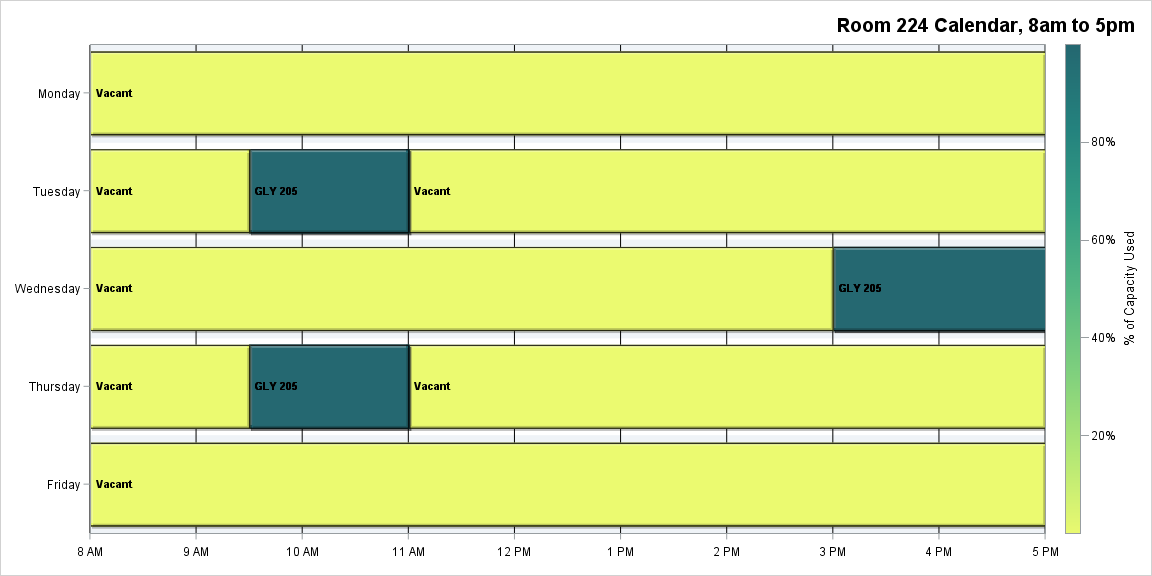 Room 224 Calendar, 8am to 5pm
Monday
Vacant
80%
Tuesday
Vacant
GLY 205
Vacant
60%
% of Capacity Used
Wednesday
Vacant
GLY 205
40%
Thursday
Vacant
GLY 205
Vacant
20%
Friday
Vacant
8 AM
9 AM
10 AM
11 AM
12 PM
1 PM
2 PM
3 PM
4 PM
5 PM